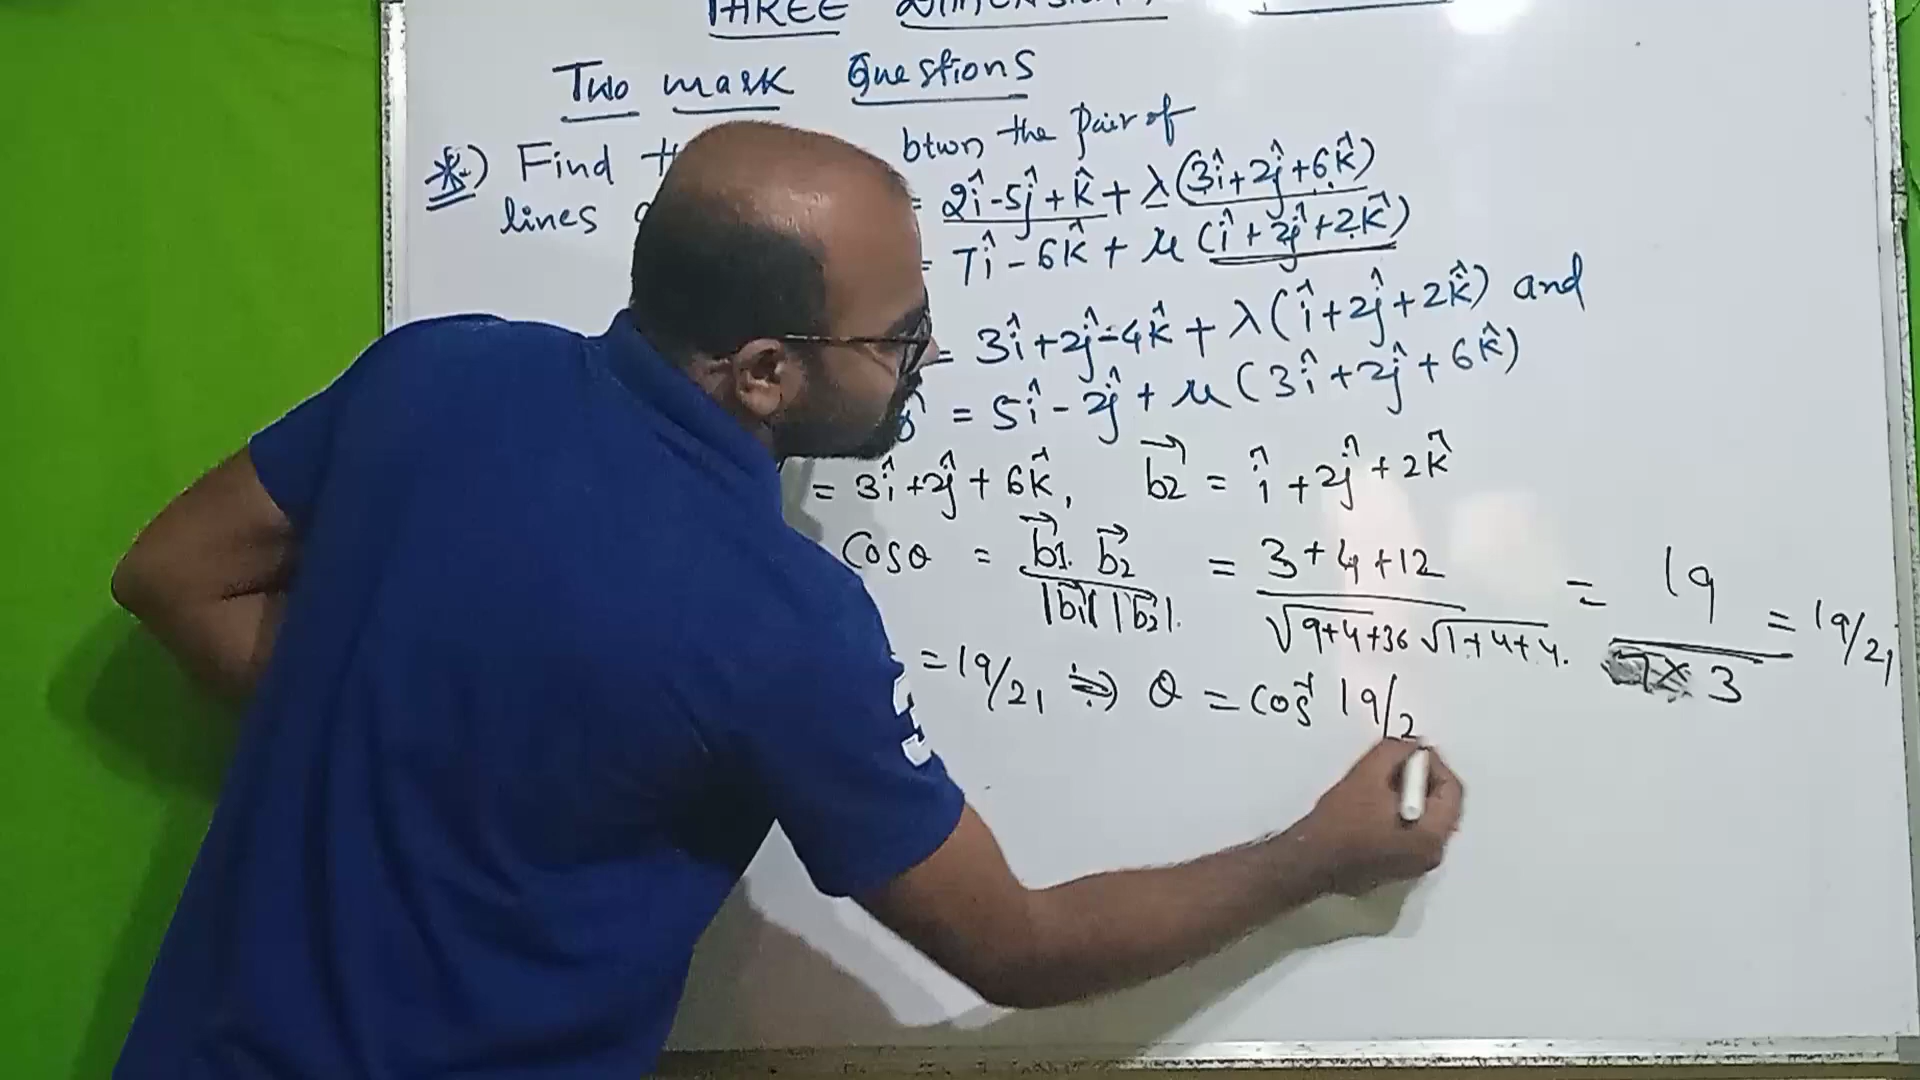 THREE
Two mark Questions
*) Find btwn the pair of
lines = 2î-5ĵ+k̂+λ(3î+2ĵ+6k̂)
= 7î-6k̂+μ(î+2ĵ+2k̂)
= 3î+2ĵ-4k̂+λ(î+2ĵ+2k̂) and
= 5î-2ĵ+μ(3î+2ĵ+6k̂)
= 3î+2ĵ+6k̂, b2⃗ = î+2ĵ+2k̂
Cosθ = b1⃗.b2⃗/|b1⃗||b2⃗|. = 3+4+12/√9+4+36 √1+4+4. = 19/7×3 = 19/21
=19/21 ⇒ θ = Cos⁻¹ 19/2